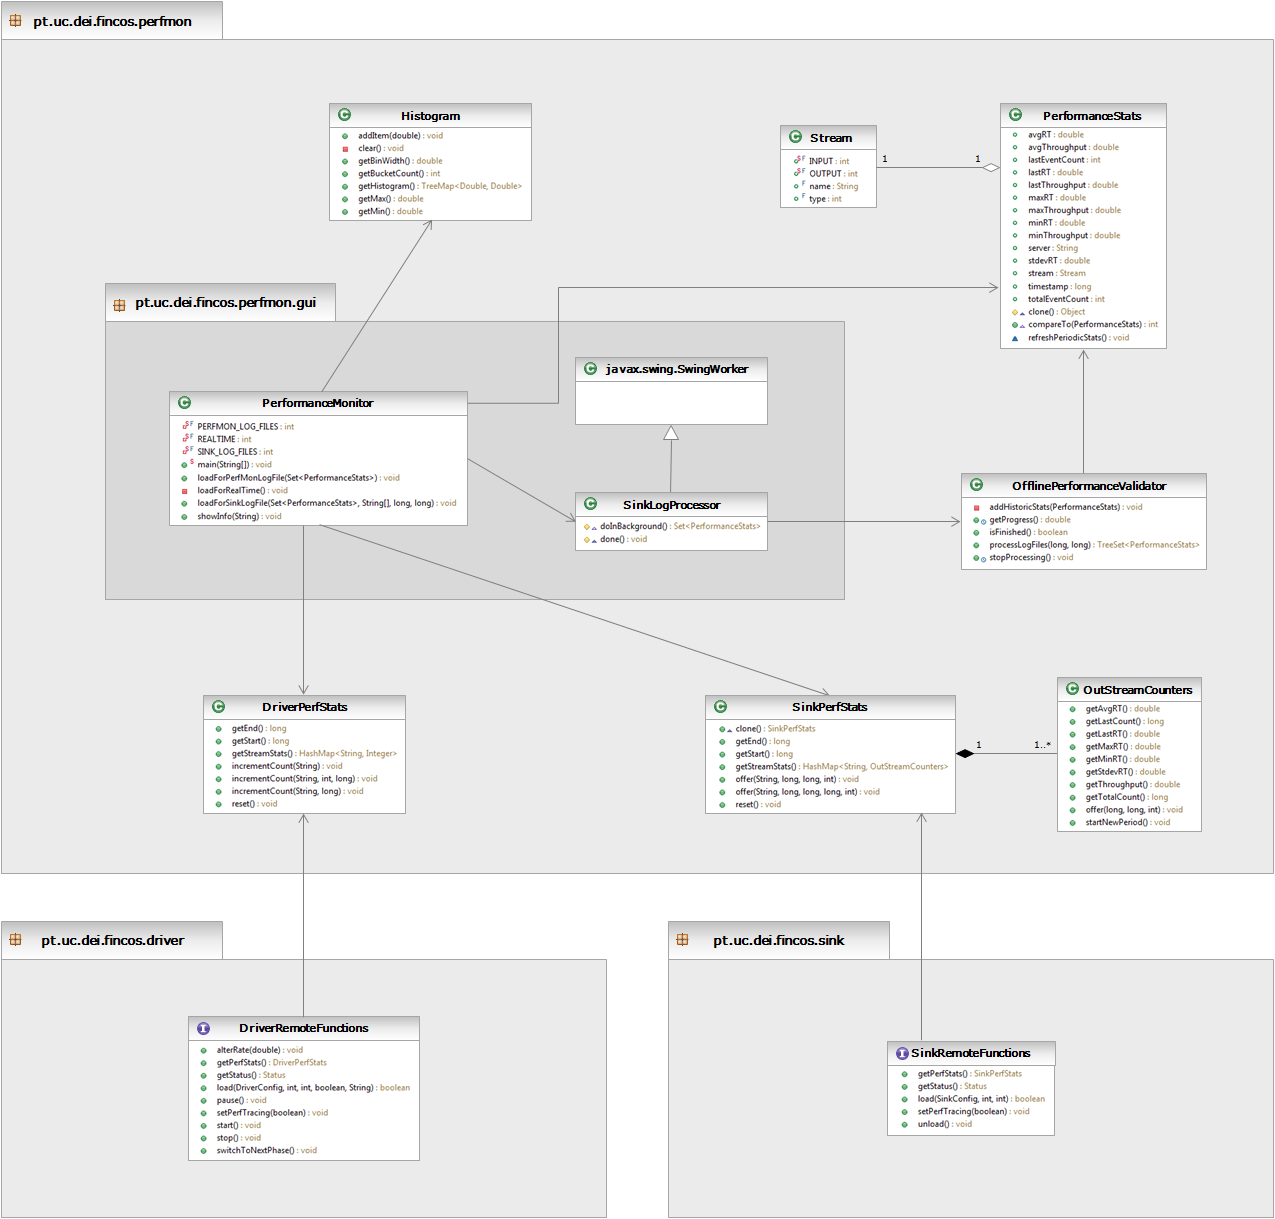 pt.uc.dei.fincos.perfmon
Histogram
addItem(double) : void
clear() : void
getBinWidth() : double
getBucketCount() : int
getHistogram() : TreeMap<Double, Double>
getMax() : double
getMin() : double
Stream
INPUT : int
OUTPUT : int
name : String
type : int
1
1
PerformanceStats
avgRT : double
avgThroughput : double
lastEventCount : int
lastRT : double
lastThroughput : double
maxRT : double
maxThroughput : double
minRT : double
minThroughput : double
server : String
stdevRT : double
stream : Stream
timestamp : long
totalEventCount : int
clone() : Object
compareTo(PerformanceStats) : int
refreshPeriodicStats() : void
pt.uc.dei.fincos.perfmon.gui
javax.swing.SwingWorker
PerformanceMonitor
PERFMON_LOG_FILES : int
REALTIME : int
SINK_LOG_FILES : int
main(String[]) : void
loadForPerfMonLogFile(Set<PerformanceStats>) : void
loadForRealTime() : void
loadForSinkLogFile(Set<PerformanceStats>, String[], long, long) : void
showInfo(String) : void
SinkLogProcessor
doInBackground() : Set<PerformanceStats>
done() : void
OfflinePerformanceValidator
addHistoricStats(PerformanceStats) : void
getProgress() : double
isFinished() : boolean
processLogFiles(long, long) : TreeSet<PerformanceStats>
stopProcessing() : void
DriverPerfStats
getEnd() : long
getStart() : long
getStreamStats() : HashMap<String, Integer>
incrementCount(String) : void
incrementCount(String, int, long) : void
incrementCount(String, long) : void
reset() : void
SinkPerfStats
clone() : SinkPerfStats
getEnd() : long
getStart() : long
getStreamStats() : HashMap<String, OutStreamCounters>
offer(String, long, long, int) : void
offer(String, long, long, long, int) : void
reset() : void
1
1..*
OutStreamCounters
getAvgRT() : double
getLastCount() : long
getLastRT() : double
getMaxRT() : double
getMinRT() : double
getStdevRT() : double
getThroughput() : double
getTotalCount() : long
offer(long, long, int) : void
startNewPeriod() : void
pt.uc.dei.fincos.driver
DriverRemoteFunctions
alterRate(double) : void
getPerfStats() : DriverPerfStats
getStatus() : Status
load(DriverConfig, int, int, boolean, String) : boolean
pause() : void
setPerfTracing(boolean) : void
start() : void
stop() : void
switchToNextPhase() : void
pt.uc.dei.fincos.sink
SinkRemoteFunctions
getPerfStats() : SinkPerfStats
getStatus() : Status
load(SinkConfig, int, int) : boolean
setPerfTracing(boolean) : void
unload() : void